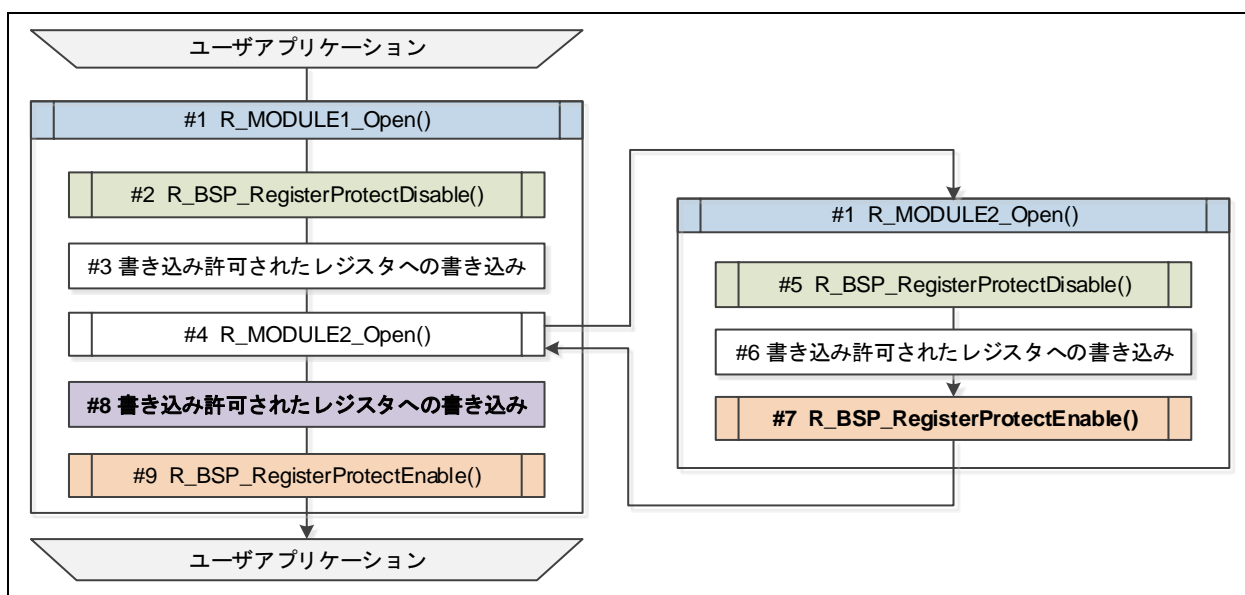 ユーザアプリケーション
#1 R_MODULE1_Open()
#2 R_BSP_RegisterProtectDisable()
#3 書き込み許可されたレジスタへの書き込み
#4 R_MODULE2_Open()
#8 書き込み許可されたレジスタへの書き込み
#9 R_BSP_RegisterProtectEnable()
ユーザアプリケーション
#1 R_MODULE2_Open()
#5 R_BSP_RegisterProtectDisable()
#6 書き込み許可されたレジスタへの書き込み
#7 R_BSP_RegisterProtectEnable()